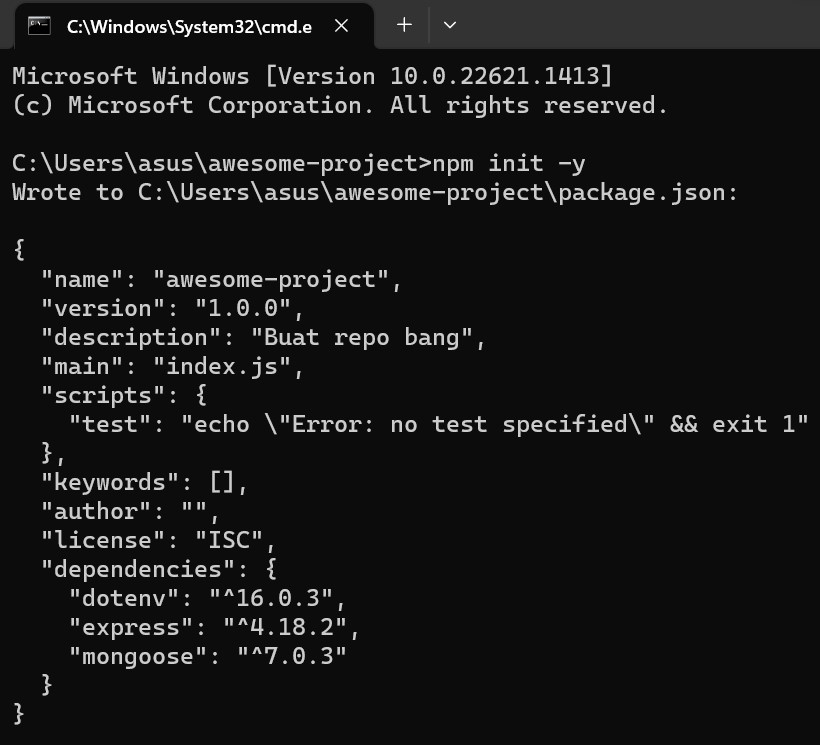 C:\Windows\System32\cmd.e
Microsoft Windows [Version 10.0.22621.1413]
(c) Microsoft Corporation. All rights reserved.
C:\Users\asus\awesome-project>npm init -y
Wrote to C:\Users\asus\awesome-project\package.json:
{
  "name": "awesome-project",
  "version": "1.0.0",
  "description": "Buat repo bang",
  "main": "index.js",
  "scripts": {
    "test": "echo \"Error: no test specified\" && exit 1"
  },
  "keywords": [],
  "author": "",
  "license": "ISC",
  "dependencies": {
    "dotenv": "^16.0.3",
    "express": "^4.18.2",
    "mongoose": "^7.0.3"
  }
}